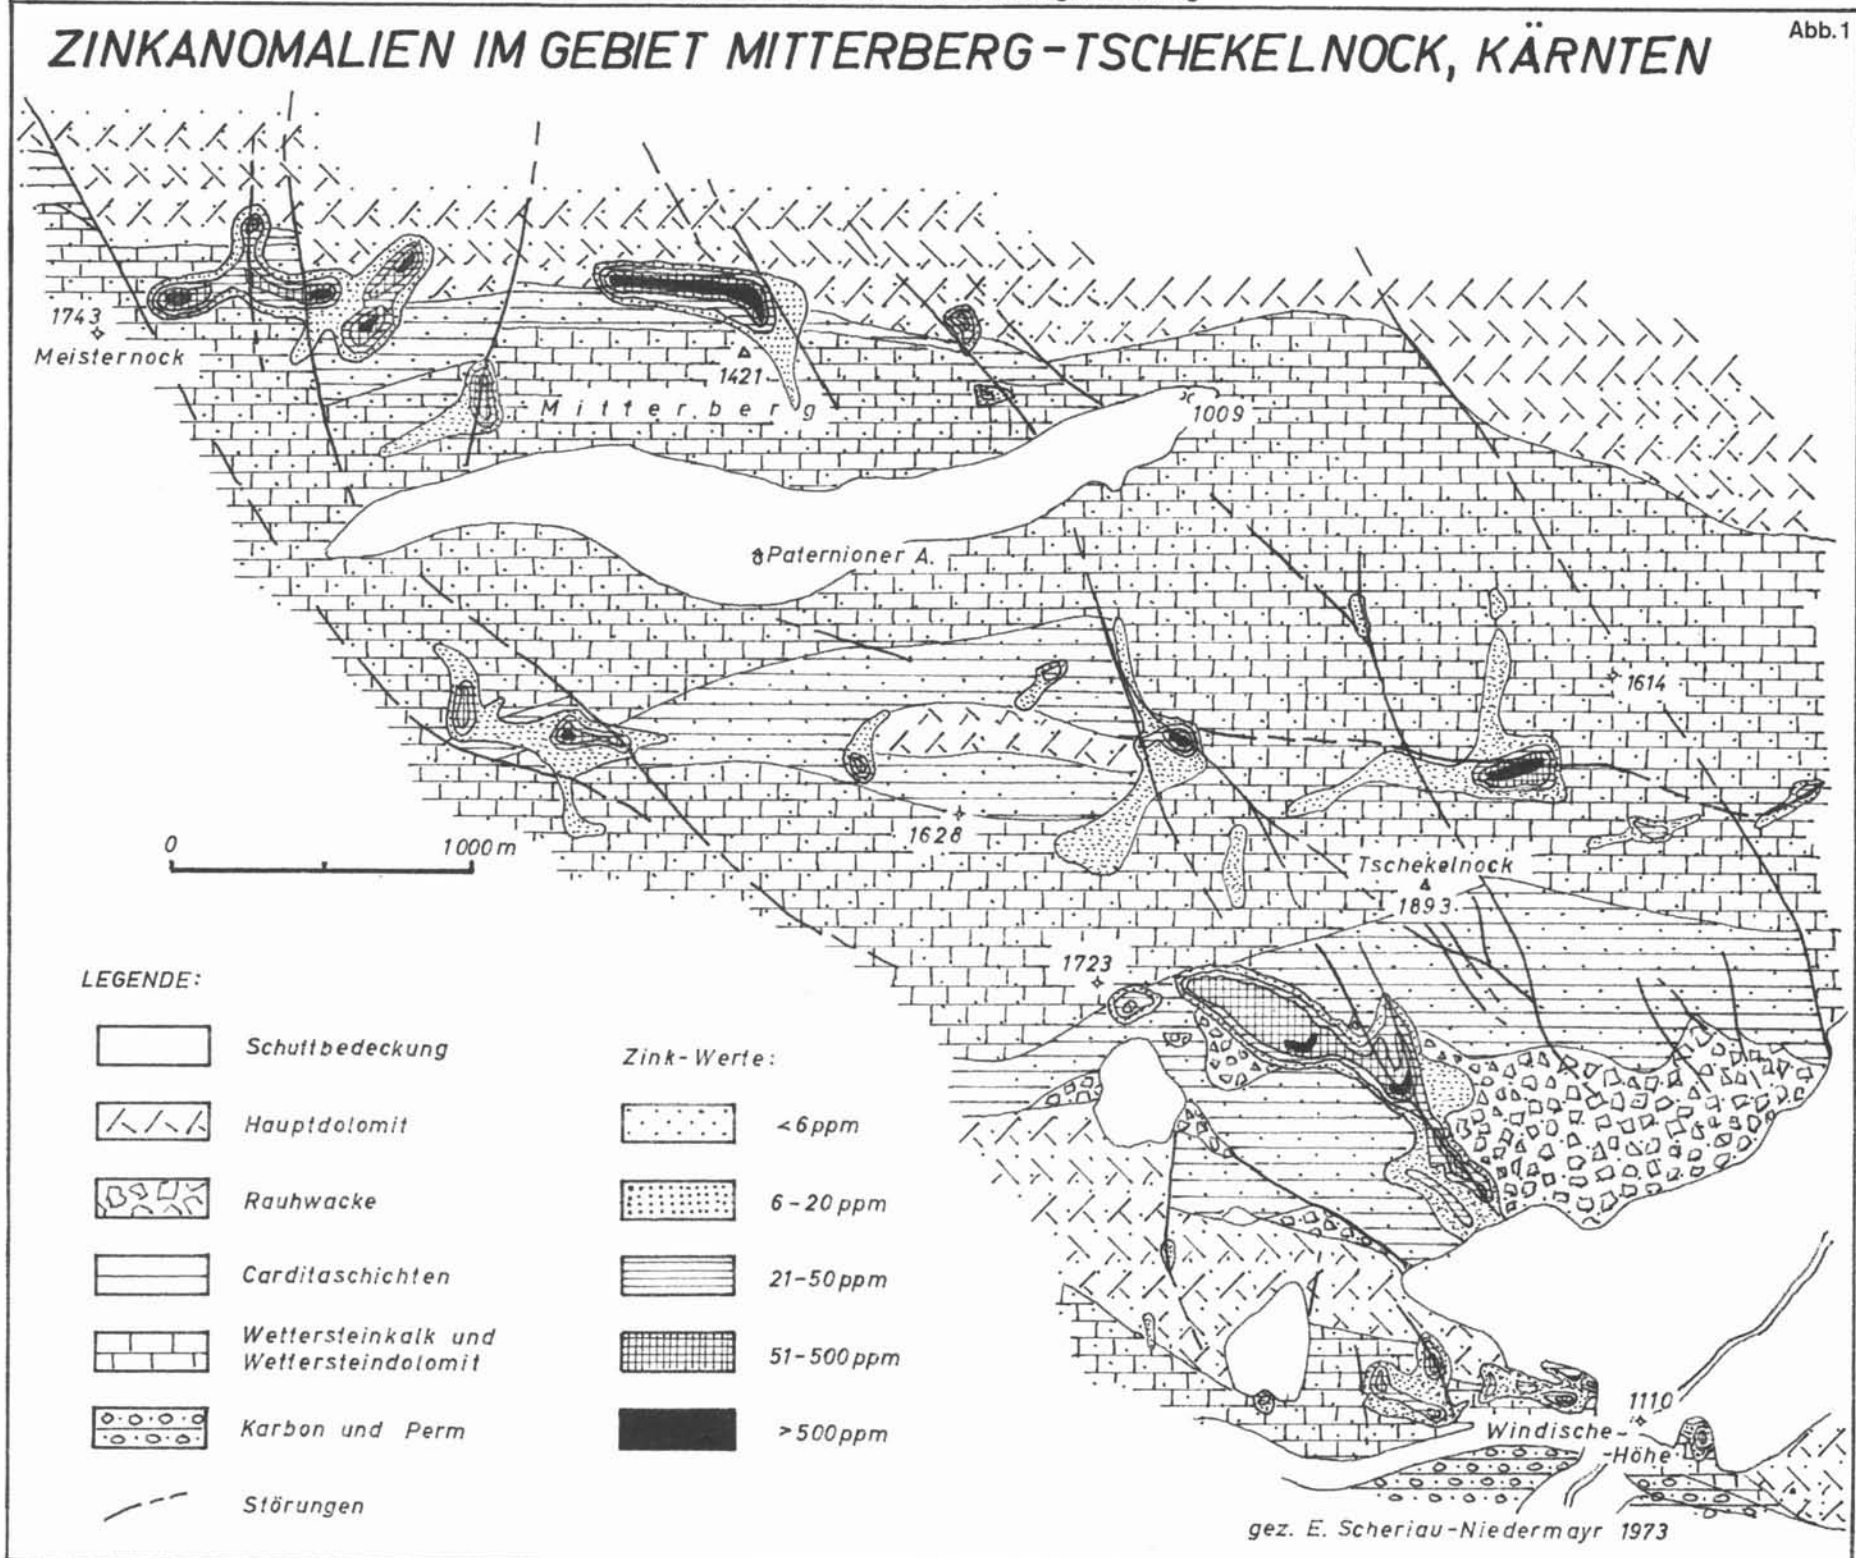 Abb.1
ZINKANOMALIEN IM GEBIET MITTERBERG-TSCHEKELNOCK, KÄRNTEN
1743
Meisternock
1421
Mitterberg
1009
Paternioner A.
1614
1628
0 1000m
Tschekelnock
1893
1723
LEGENDE:
Schuttbedeckung
Hauptdolomit
Rauhwacke
Carditaschichten
Wettersteinkalk und
Wettersteindolomit
Karbon und Perm
Störungen
Zink-Werte:
<6ppm
6-20ppm
21-50ppm
51-500ppm
>500ppm
1110
Windische-
-Höhe
gez. E. Scheriau-Niedermayr 1973